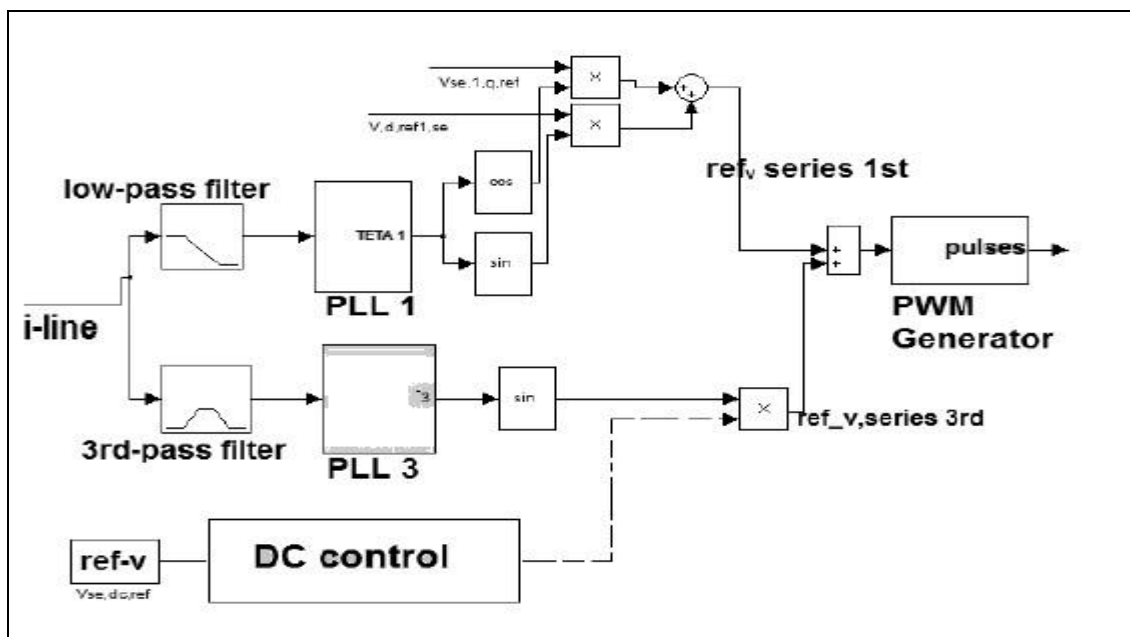 Vse,1,q,ref
×
+
+
V,d,ref1,se
×
cos
refv series 1st
low-pass filter
TETA 1
sin
+
+
pulses
PLL 1
PWM
Generator
i-line
3
sin
×
ref_v,series 3rd
3rd-pass filter
PLL 3
ref-v
DC control
Vse,dc,ref